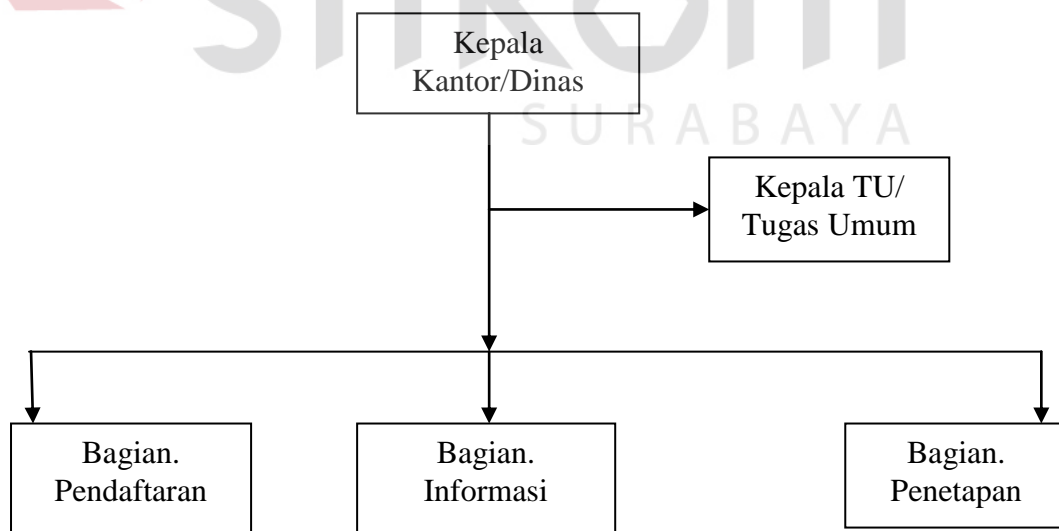 SURABAYA
Kepala
Kantor/Dinas
Kepala TU/
Tugas Umum
Bagian.
Pendaftaran
Bagian.
Informasi
Bagian.
Penetapan